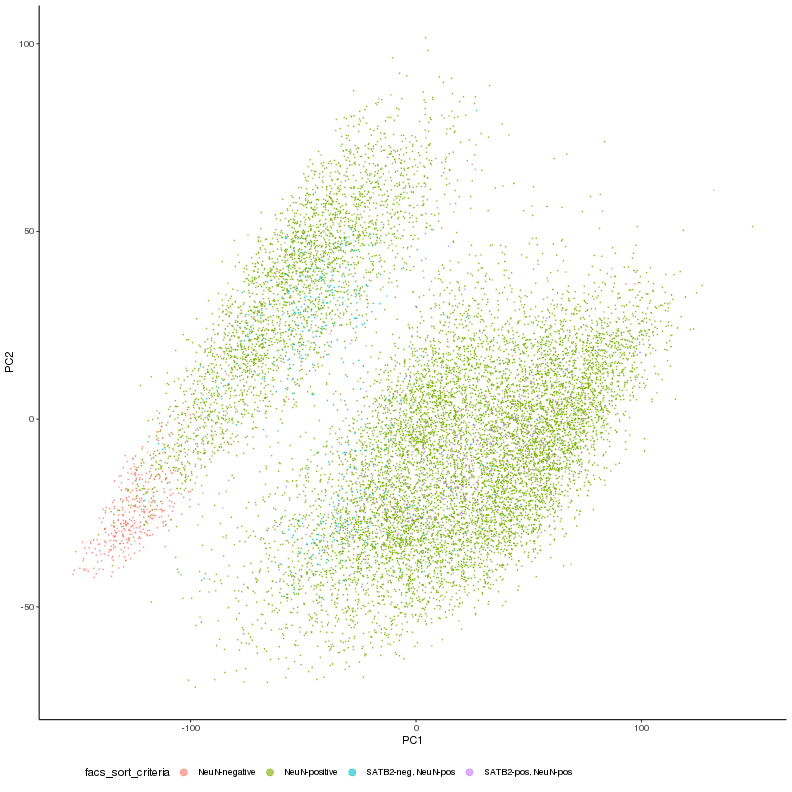 100
50
0
-50
PC2
-100
0
100
PC1
facs_sort_criteria NeuN-negative NeuN-positive SATB2-neg, NeuN-pos SATB2-pos, NeuN-pos